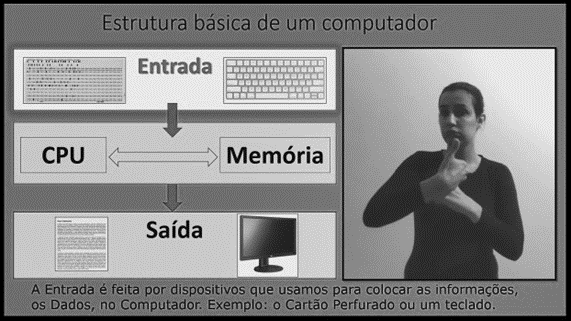 Estrutura básica de um computador
Entrada
CPU
Memória
Saída
A Entrada é feita por dispositivos que usamos para colocar as informações,
os Dados, no Computador. Exemplo: o Cartão Perfurado ou um teclado.